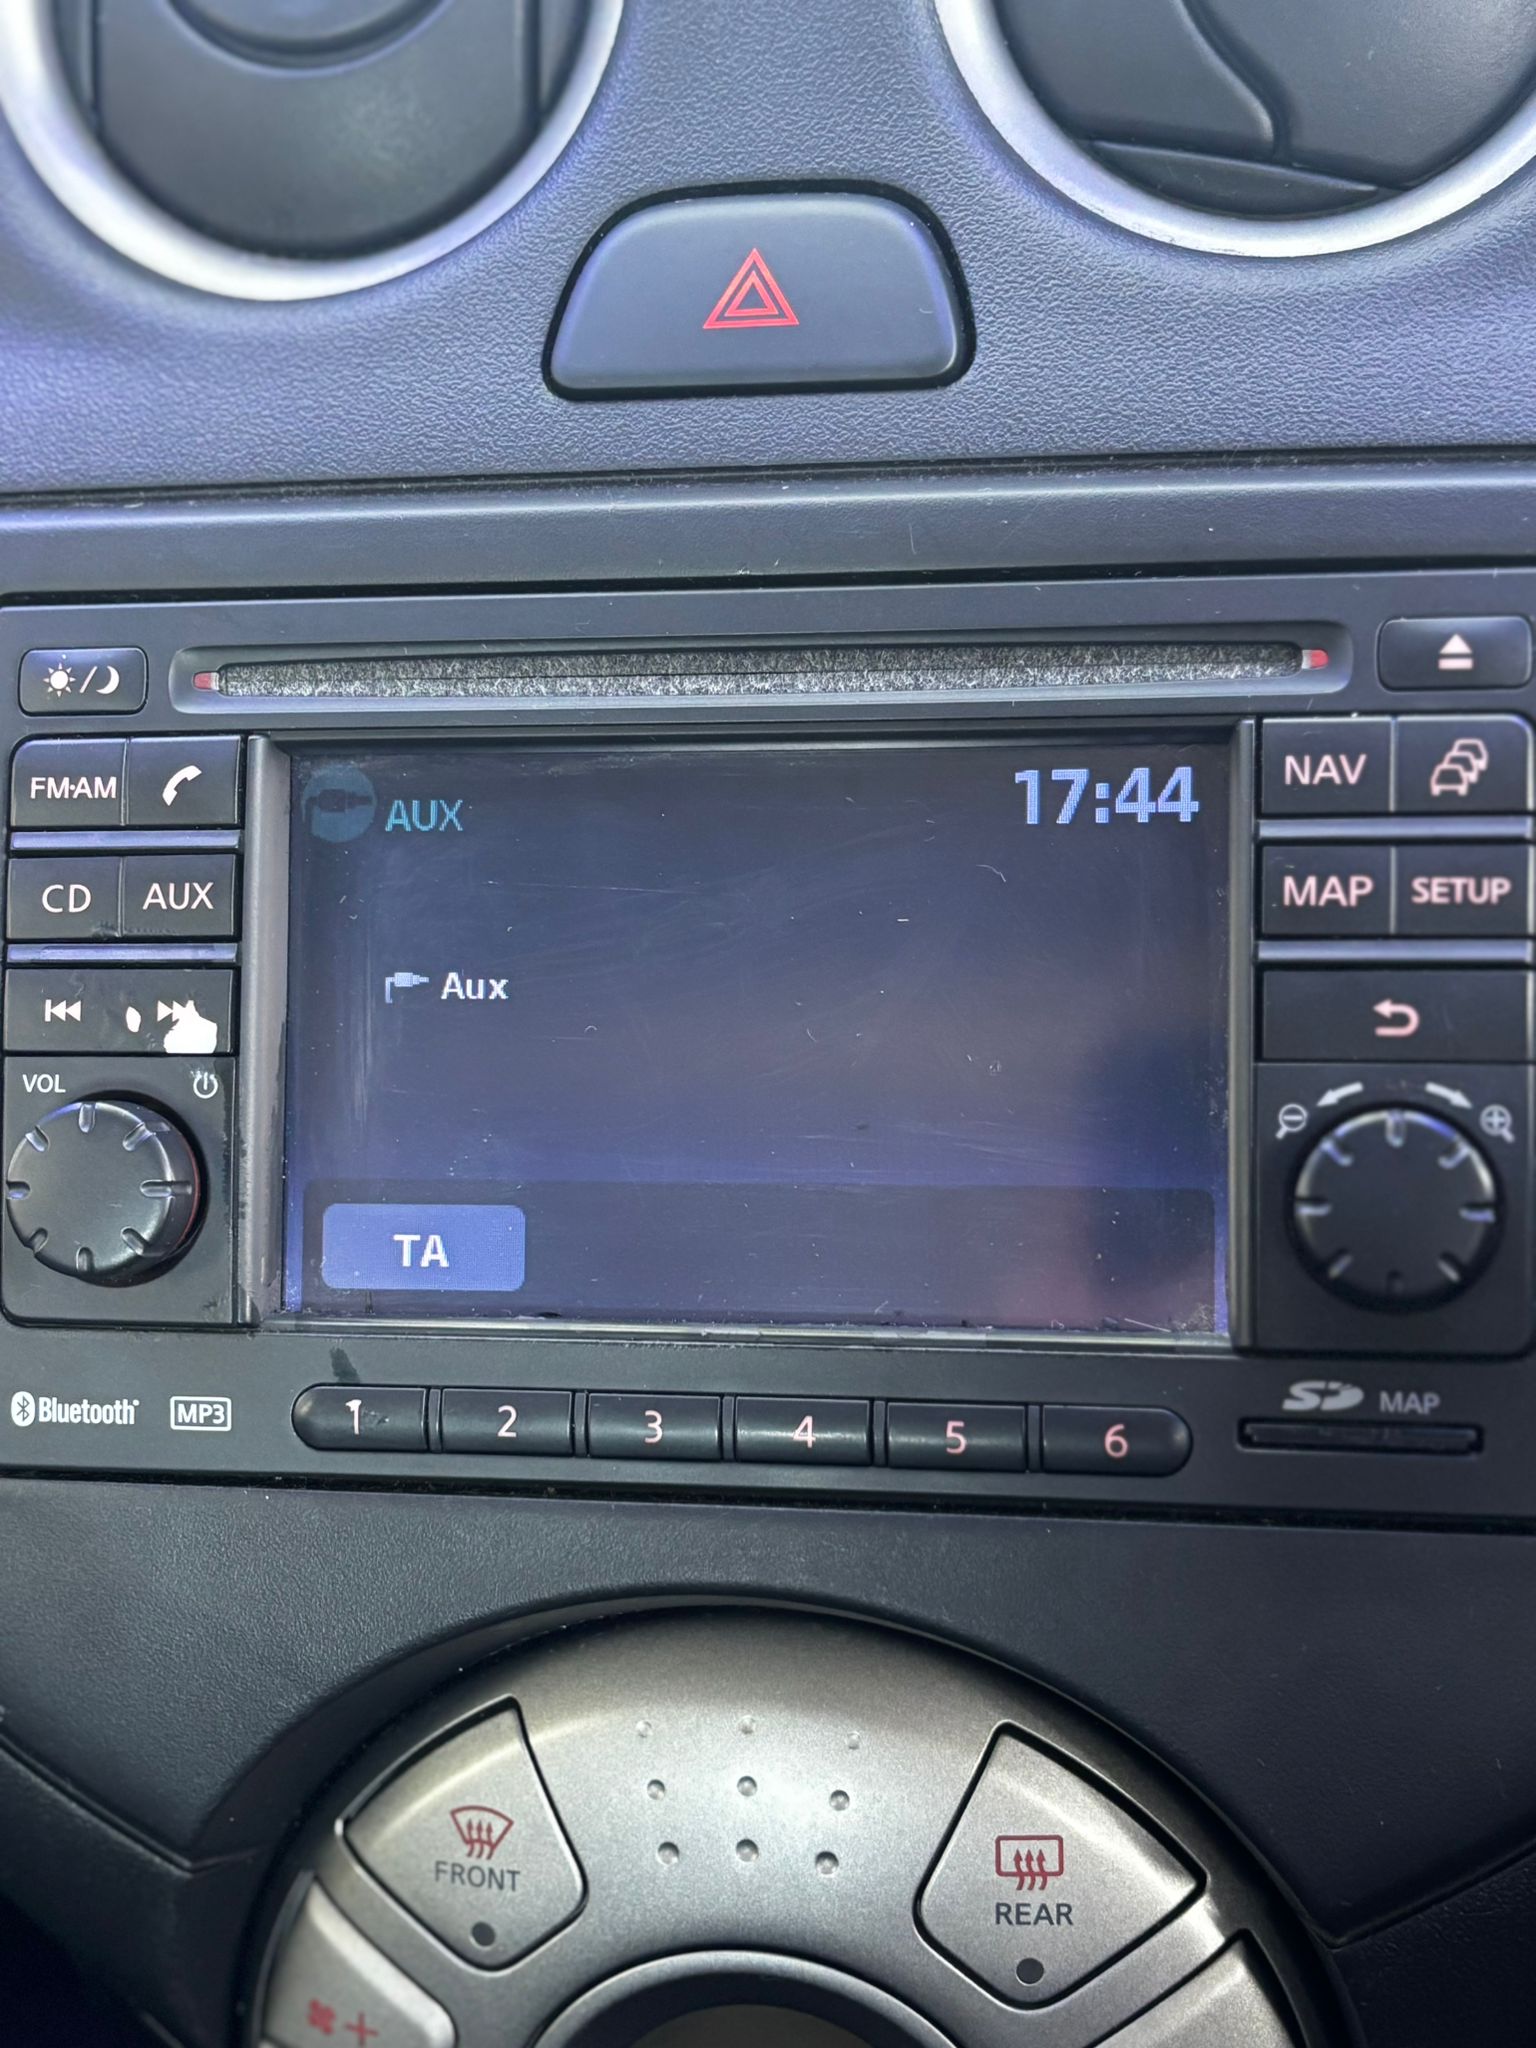 FM·AM
CD
AUX
VOL
AUX
17:44
Aux
TA
NAV
MAP
SETUP
Bluetooth
MP3
1
2
3
4
5
6
SD MAP
FRONT
REAR